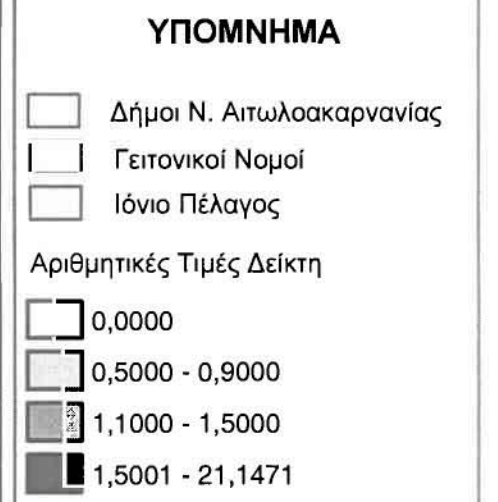 ΥΠΟΜΝΗΜΑ
Δήμοι Ν. Αιτωλοακαρνανίας
Γειτονικοί Νομοί
Ιόνιο Πέλαγος
Αριθμητικές Τιμές Δείκτη
0,0000
0,5000 - 0,9000
1,1000 - 1,5000
1,5001 - 21,1471